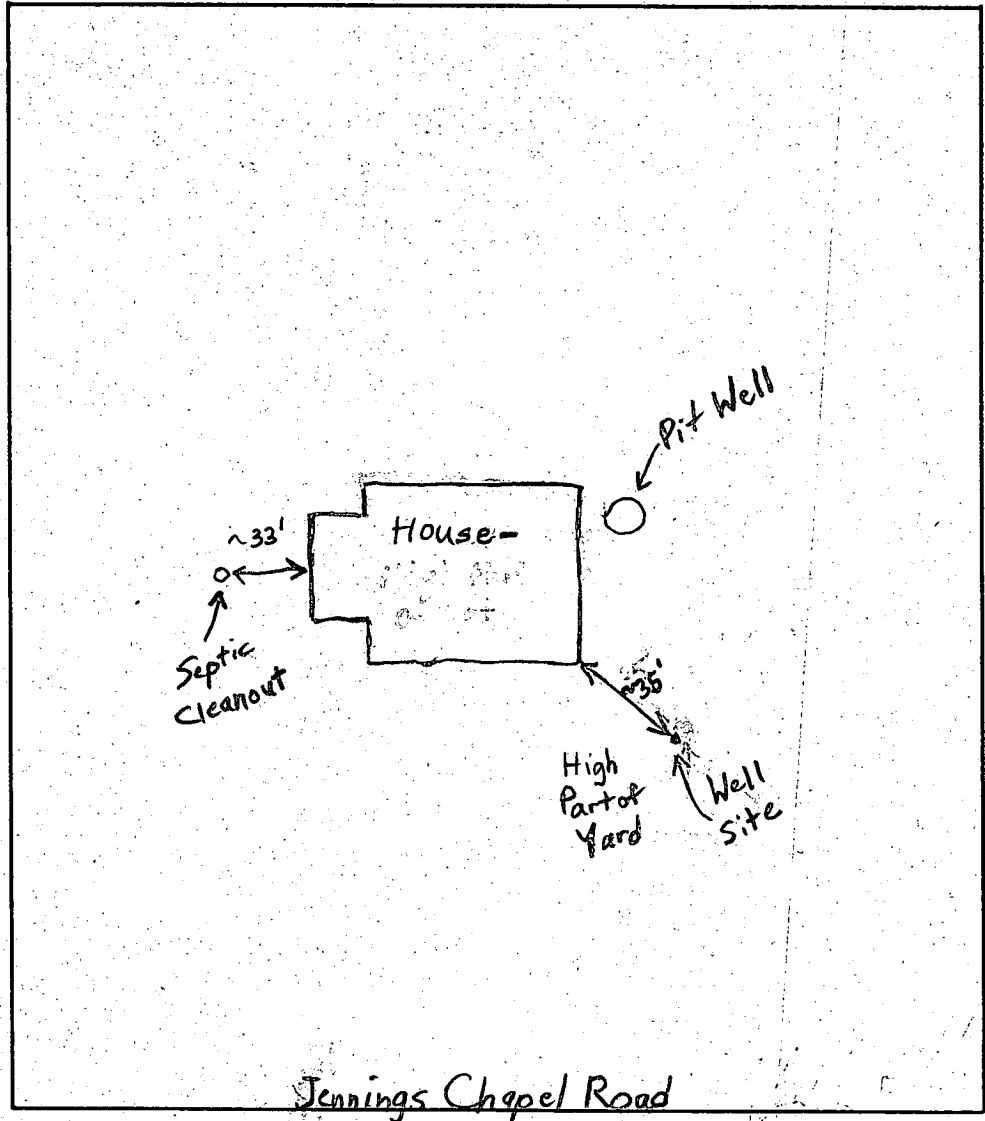 Pit Well
House-
~33'
Septic
Cleanout
~35'
High
Part of
Yard
Well
Site
Jennings Chapel Road